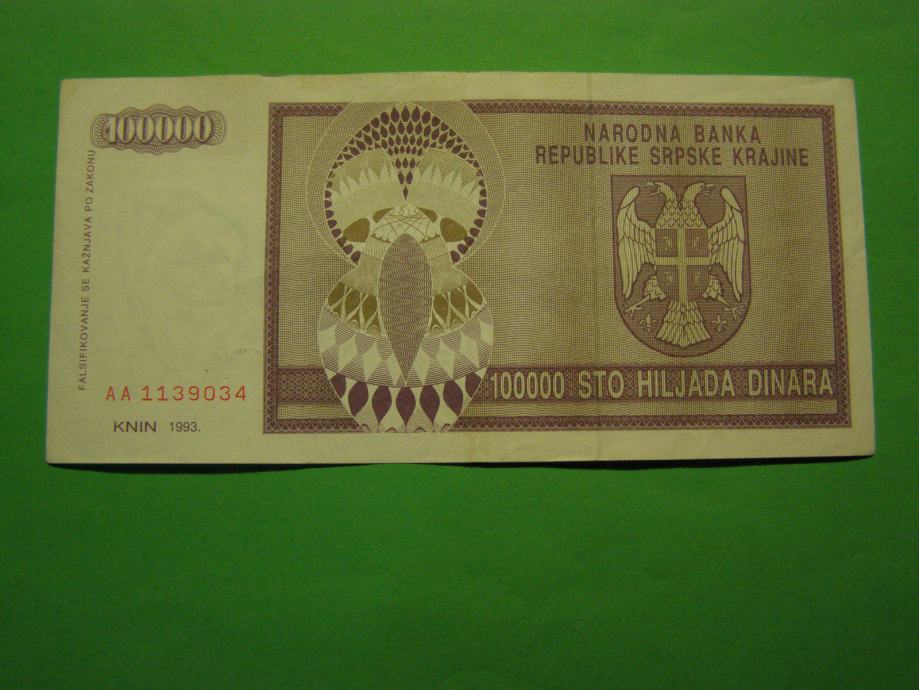 100000
FALSIFIKOVANJE SE KAŽNJAVA PO ZAKONU
AA 1139034
KNIN 1993.
NARODNA BANKA
REPUBLIKE SRPSKE KRAJINE
100000 STO HILJADA DINARA